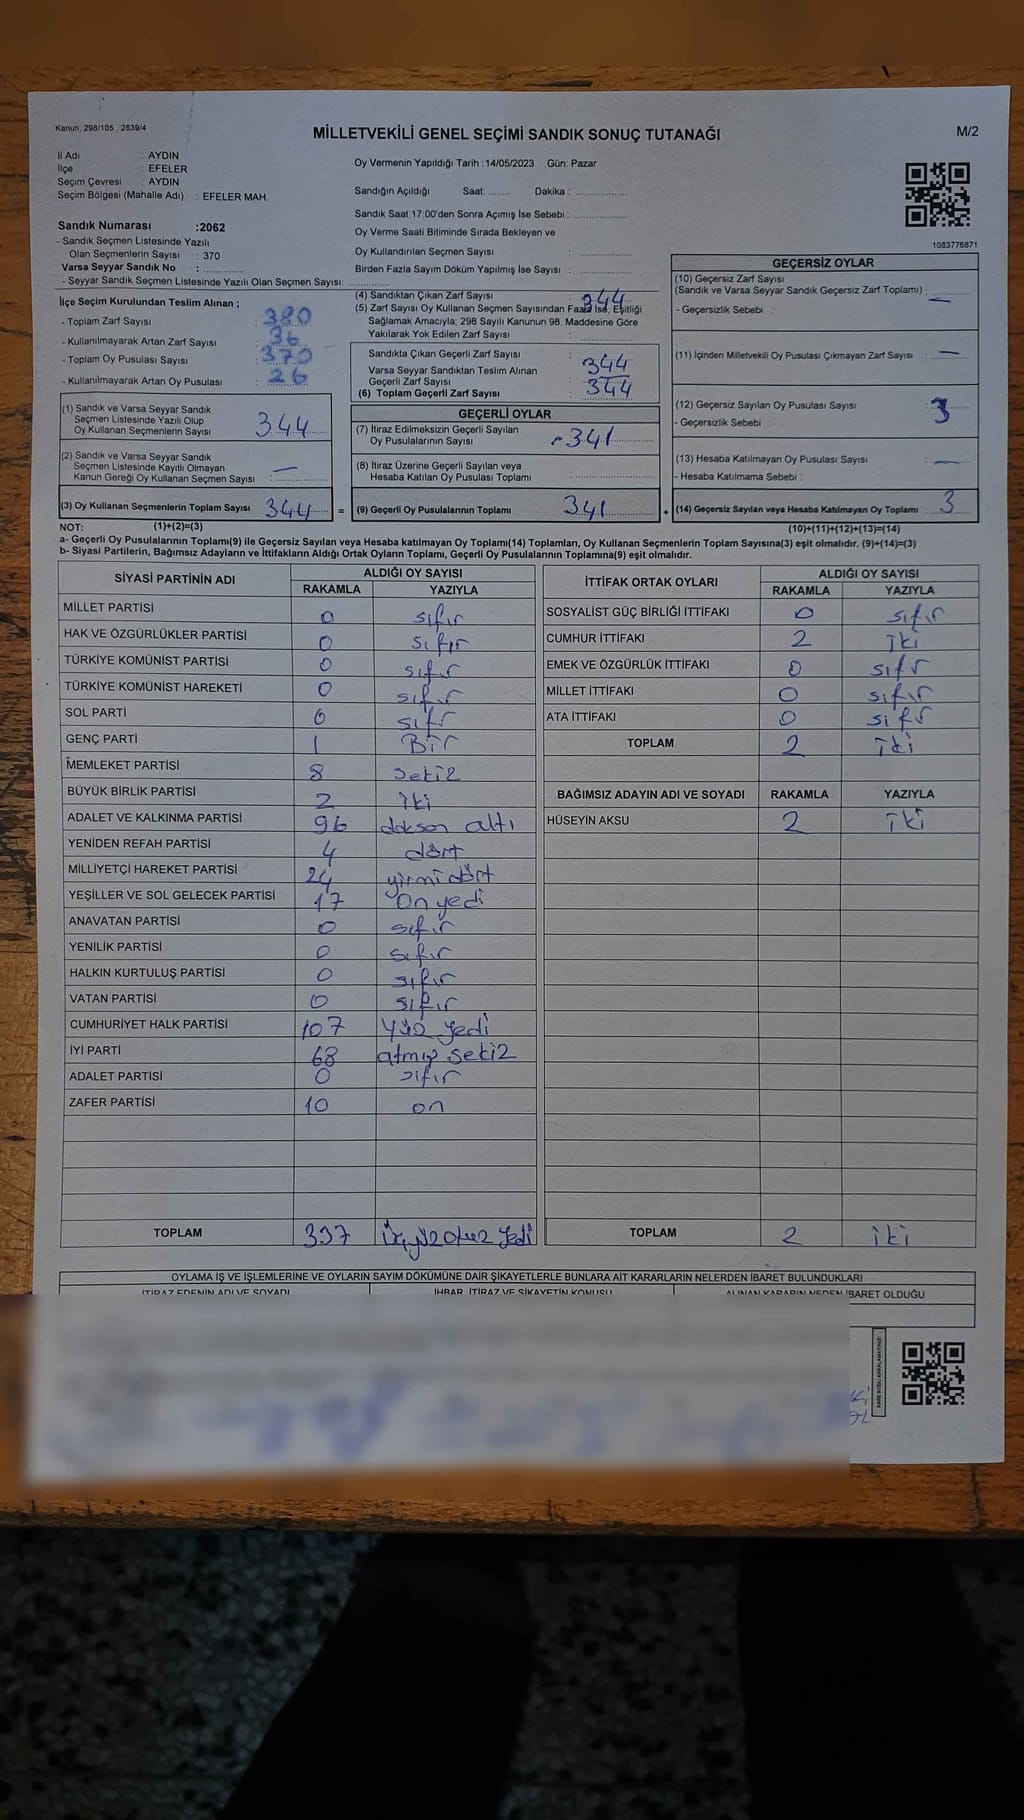 Kanun; 298/105 , 2839/4
MİLLETVEKİLİ GENEL SEÇİMİ SANDIK SONUÇ TUTANAĞI
M/2
İl Adı : AYDIN
İlçe : EFELER
Seçim Çevresi : AYDIN
Seçim Bölgesi (Mahalle Adı) : EFELER MAH.
Oy Vermenin Yapıldığı Tarih :14/05/2023 Gün: Pazar
Sandığın Açıldığı Saat: ........ Dakika : ..................
Sandık Saat 17:00'den Sonra Açımış İse Sebebi : ..................
Oy Verme Saati Bitiminde Sırada Bekleyen ve
Oy Kullandırılan Seçmen Sayısı : ..................
Birden Fazla Sayım Döküm Yapılmış İse Sayısı : ..................
1083776871
Sandık Numarası :2062
- Sandık Seçmen Listesinde Yazılı
Olan Seçmenlerin Sayısı : 370
Varsa Seyyar Sandık No : ..............
- Seyyar Sandık Seçmen Listesinde Yazılı Olan Seçmen Sayısı: ..............
İlçe Seçim Kurulundan Teslim Alınan ;
- Toplam Zarf Sayısı : 380
- Kullanılmayarak Artan Zarf Sayısı : 36
- Toplam Oy Pusulası Sayısı : 370
- Kullanılmayarak Artan Oy Pusulası : 26
(1) Sandık ve Varsa Seyyar Sandık
Seçmen Listesinde Yazılı Olup
Oy Kullanan Seçmenlerin Sayısı : 344
(2) Sandık ve Varsa Seyyar Sandık
Seçmen Listesinde Kayıtlı Olmayan
Kanun Gereği Oy Kullanan Seçmen Sayısı : —
(3) Oy Kullanan Seçmenlerin Toplam Sayısı : 344 =
(4) Sandıktan Çıkan Zarf Sayısı : 344
(5) Zarf Sayısı Oy Kullanan Seçmen Sayısından Fazla İse, Eşitliği
Sağlamak Amacıyla; 298 Sayılı Kanunun 98. Maddesine Göre
Yakılarak Yok Edilen Zarf Sayısı : ..................
Sandıkta Çıkan Geçerli Zarf Sayısı : 344
Varsa Seyyar Sandıktan Teslim Alınan
Geçerli Zarf Sayısı :
(6) Toplam Geçerli Zarf Sayısı : 344
GEÇERLİ OYLAR
(7) İtiraz Edilmeksizin Geçerli Sayılan
Oy Pusulalarının Sayısı : 341
(8) İtiraz Üzerine Geçerli Sayılan veya
Hesaba Katılan Oy Pusulası Toplamı : ..................
(9) Geçerli Oy Pusulalarının Toplamı : 341 +
GEÇERSİZ OYLAR
(10) Geçersiz Zarf Sayısı
(Sandık ve Varsa Seyyar Sandık Geçersiz Zarf Toplamı) : —
- Geçersizlik Sebebi :
(11) İçinden Milletvekili Oy Pusulası Çıkmayan Zarf Sayısı : —
(12) Geçersiz Sayılan Oy Pusulası Sayısı : 3
- Geçersizlik Sebebi :
(13) Hesaba Katılmayan Oy Pusulası Sayısı : —
- Hesaba Katılmama Sebebi :
(14) Geçersiz Sayılan veya Hesaba Katılmayan Oy Toplamı : 3
NOT: (1)+(2)=(3)
(10)+(11)+(12)+(13)=(14)
a- Geçerli Oy Pusulalarının Toplamı(9) ile Geçersiz Sayılan veya Hesaba katılmayan Oy Toplamı(14) Toplamları, Oy Kullanan Seçmenlerin Toplam Sayısına(3) eşit olmalıdır. (9)+(14)=(3)
b- Siyasi Partilerin, Bağımsız Adayların ve İttifakların Aldığı Ortak Oyların Toplamı, Geçerli Oy Pusulalarının Toplamına(9) eşit olmalıdır.
SİYASİ PARTİNİN ADI ALDIĞI OY SAYISI
RAKAMLA YAZIYLA
MİLLET PARTİSİ 0 sıfır
HAK VE ÖZGÜRLÜKLER PARTİSİ 0 sıfır
TÜRKİYE KOMÜNİST PARTİSİ 0 sıfır
TÜRKİYE KOMÜNİST HAREKETİ 0 sıfır
SOL PARTİ 0 sıfr
GENÇ PARTİ 1 Bir
MEMLEKET PARTİSİ 8 sekiz
BÜYÜK BİRLİK PARTİSİ 2 iki
ADALET VE KALKINMA PARTİSİ 96 doksan altı
YENİDEN REFAH PARTİSİ 4 dört
MİLLİYETÇİ HAREKET PARTİSİ 24 yirmi dört
YEŞİLLER VE SOL GELECEK PARTİSİ 17 On yedi
ANAVATAN PARTİSİ 0 sıfır
YENİLİK PARTİSİ 0 sıfır
HALKIN KURTULUŞ PARTİSİ 0 sıfır
VATAN PARTİSİ 0 sıfır
CUMHURİYET HALK PARTİSİ 107 Yüz yedi
İYİ PARTİ 68 atmış sekiz
ADALET PARTİSİ 0 sıfır
ZAFER PARTİSİ 10 on
TOPLAM 337 Üçyüz otuz yedi
İTTİFAK ORTAK OYLARI ALDIĞI OY SAYISI
RAKAMLA YAZIYLA
SOSYALİST GÜÇ BİRLİĞİ İTTİFAKI 0 sıfır
CUMHUR İTTİFAKI 2 iki
EMEK VE ÖZGÜRLÜK İTTİFAKI 0 sıfr
MİLLET İTTİFAKI 0 sıfır
ATA İTTİFAKI 0 sıfr
TOPLAM 2 iki
BAĞIMSIZ ADAYIN ADI VE SOYADI RAKAMLA YAZIYLA
HÜSEYİN AKSU 2 iki
TOPLAM 2 iki
OYLAMA İŞ VE İŞLEMLERİNE VE OYLARIN SAYIM DÖKÜMÜNE DAİR ŞİKAYETLERLE BUNLARA AİT KARARLARIN NELERDEN İBARET BULUNDUKLARI
İTİRAZ EDENİN ADI VE SOYADI İHBAR, İTİRAZ VE ŞİKAYETİN KONUSU ALINAN KARARIN NEDEN İBARET OLDUĞU
KARE KODU KARALAMAYINIZ!